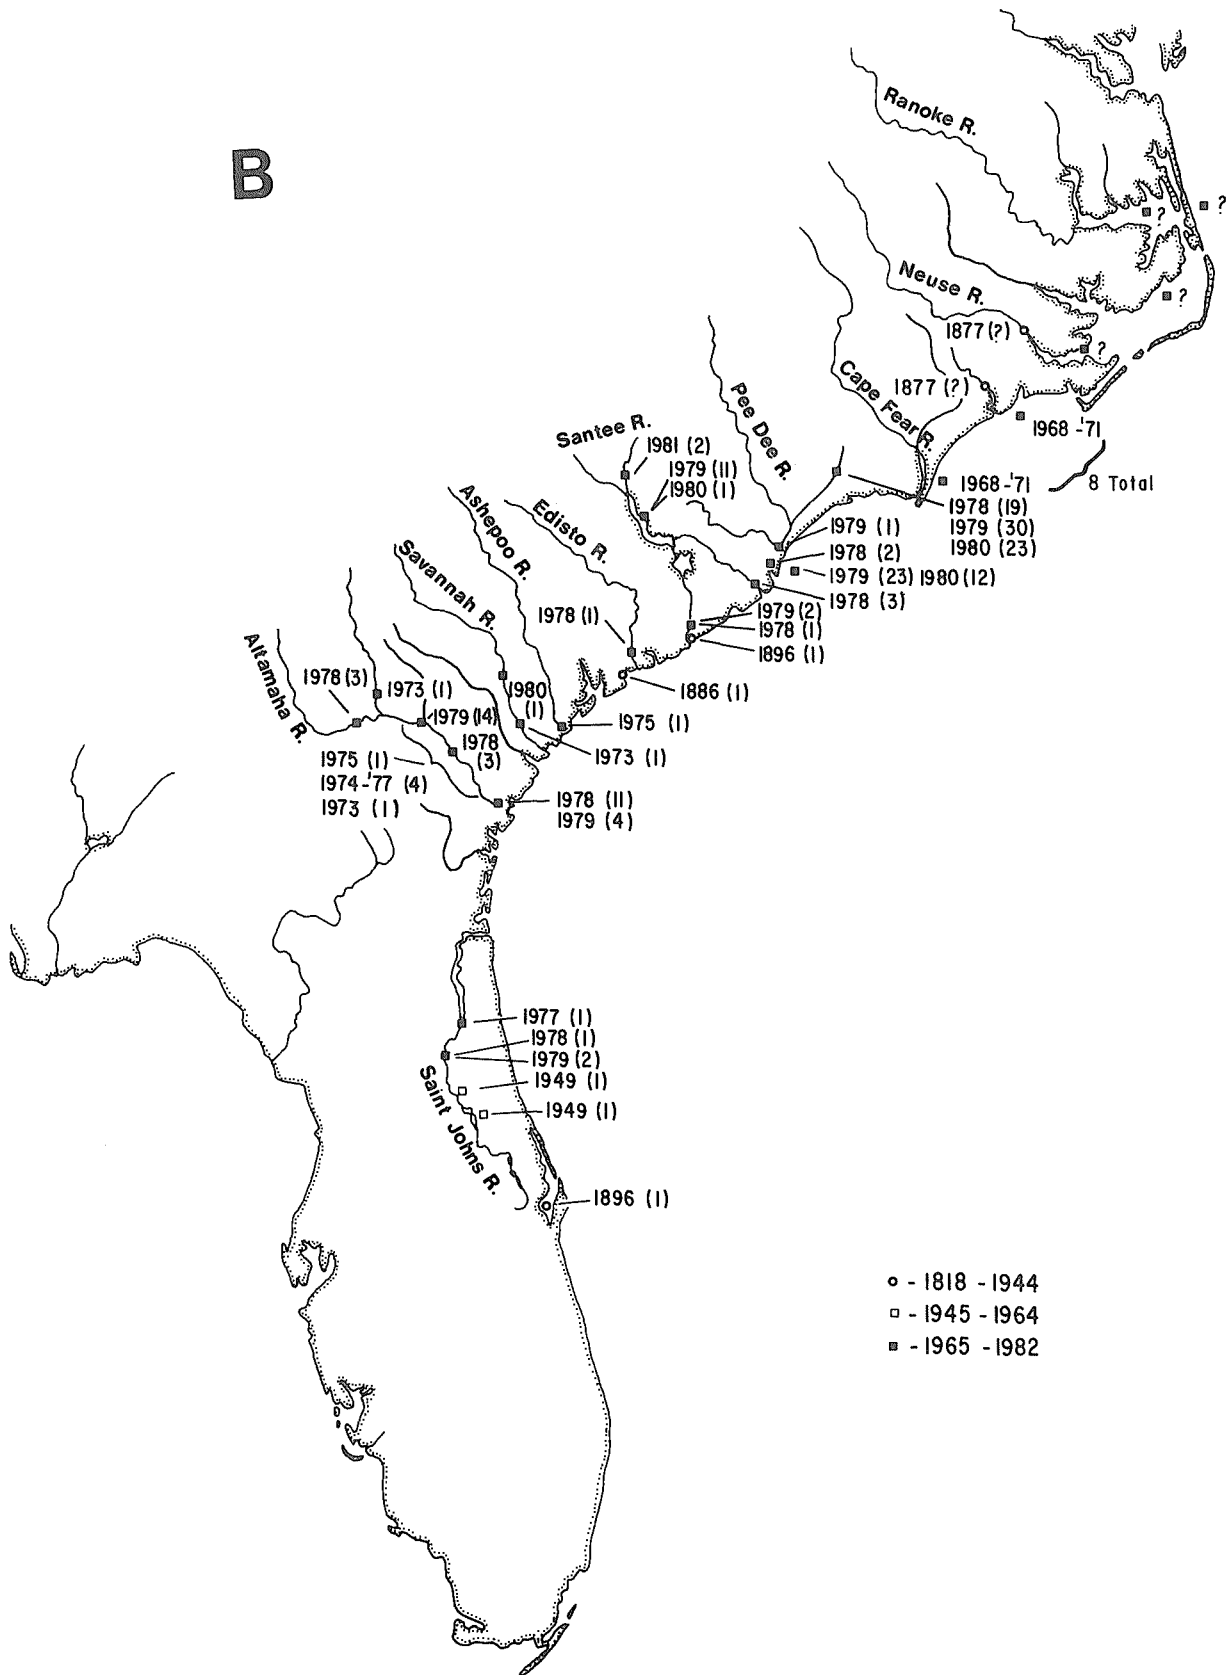 B
Ranoke R.
?
?
?
Neuse R.
1877 (?)
?
1877 (?)
Cape Fear R.
1968 -'71
8 Total
1968-'71
1978 (19)
1979 (30)
1980 (23)
Pee Dee R.
Santee R.
1981 (2)
1979 (11)
1980 (1)
1979 (1)
1978 (2)
1979 (23) 1980 (12)
1978 (3)
1979 (2)
1978 (1)
1896 (1)
Edisto R.
1978 (1)
1886 (1)
Ashepoo R.
1975 (1)
Savannah R.
1980
(1)
1973 (1)
Altamaha R.
1978 (3)
1973 (1)
1979 (14)
1978
(3)
1975 (1)
1974-'77 (4)
1973 (1)
1978 (11)
1979 (4)
1977 (1)
1978 (1)
1979 (2)
1949 (1)
1949 (1)
Saint Johns R.
1896 (1)
- 1818 - 1944
- 1945 - 1964
- 1965 - 1982